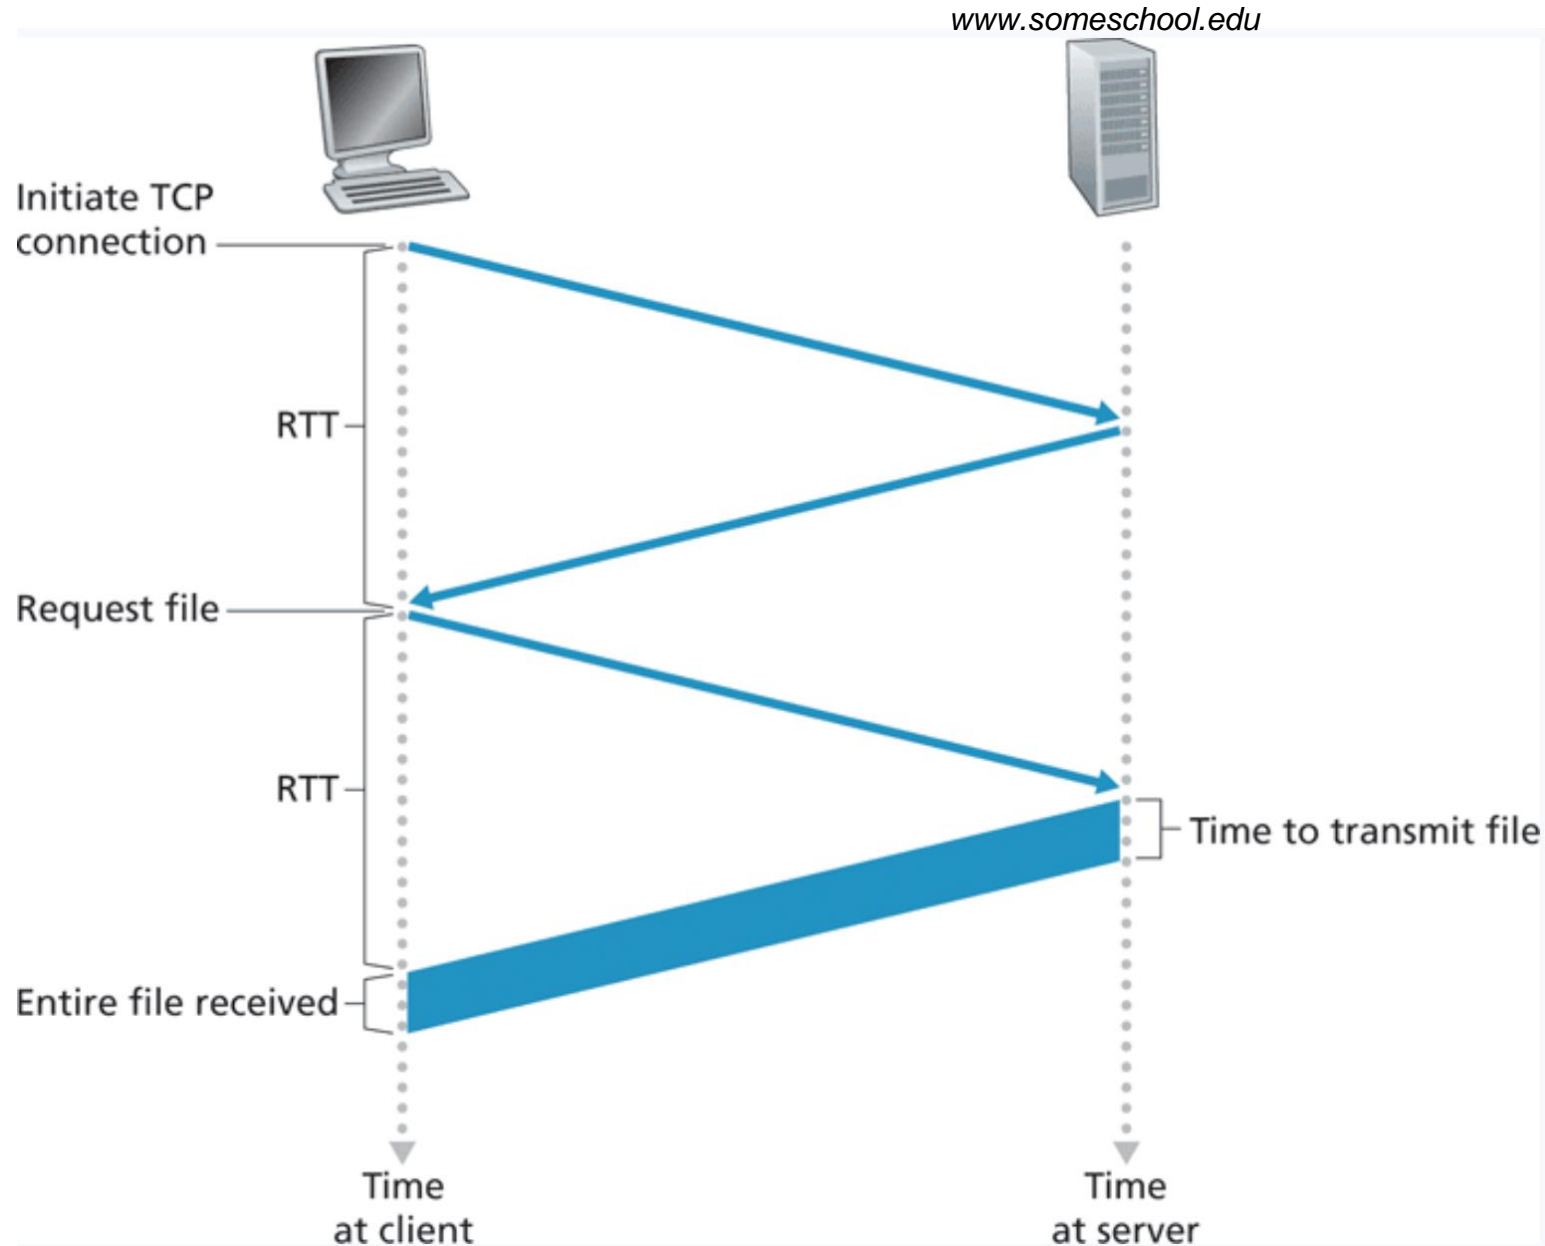 www.someschool.edu
Initiate TCP
connection
RTT
Request file
RTT
Time to transmit file
Entire file received
Time
at client
Time
at server